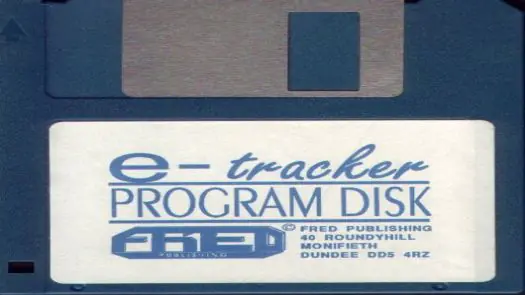 e-tracker
PROGRAM DISK
FRED
PUBLISHING
© FRED PUBLISHING
40 ROUNDYHILL
MONIFIETH
DUNDEE DD5 4RZ